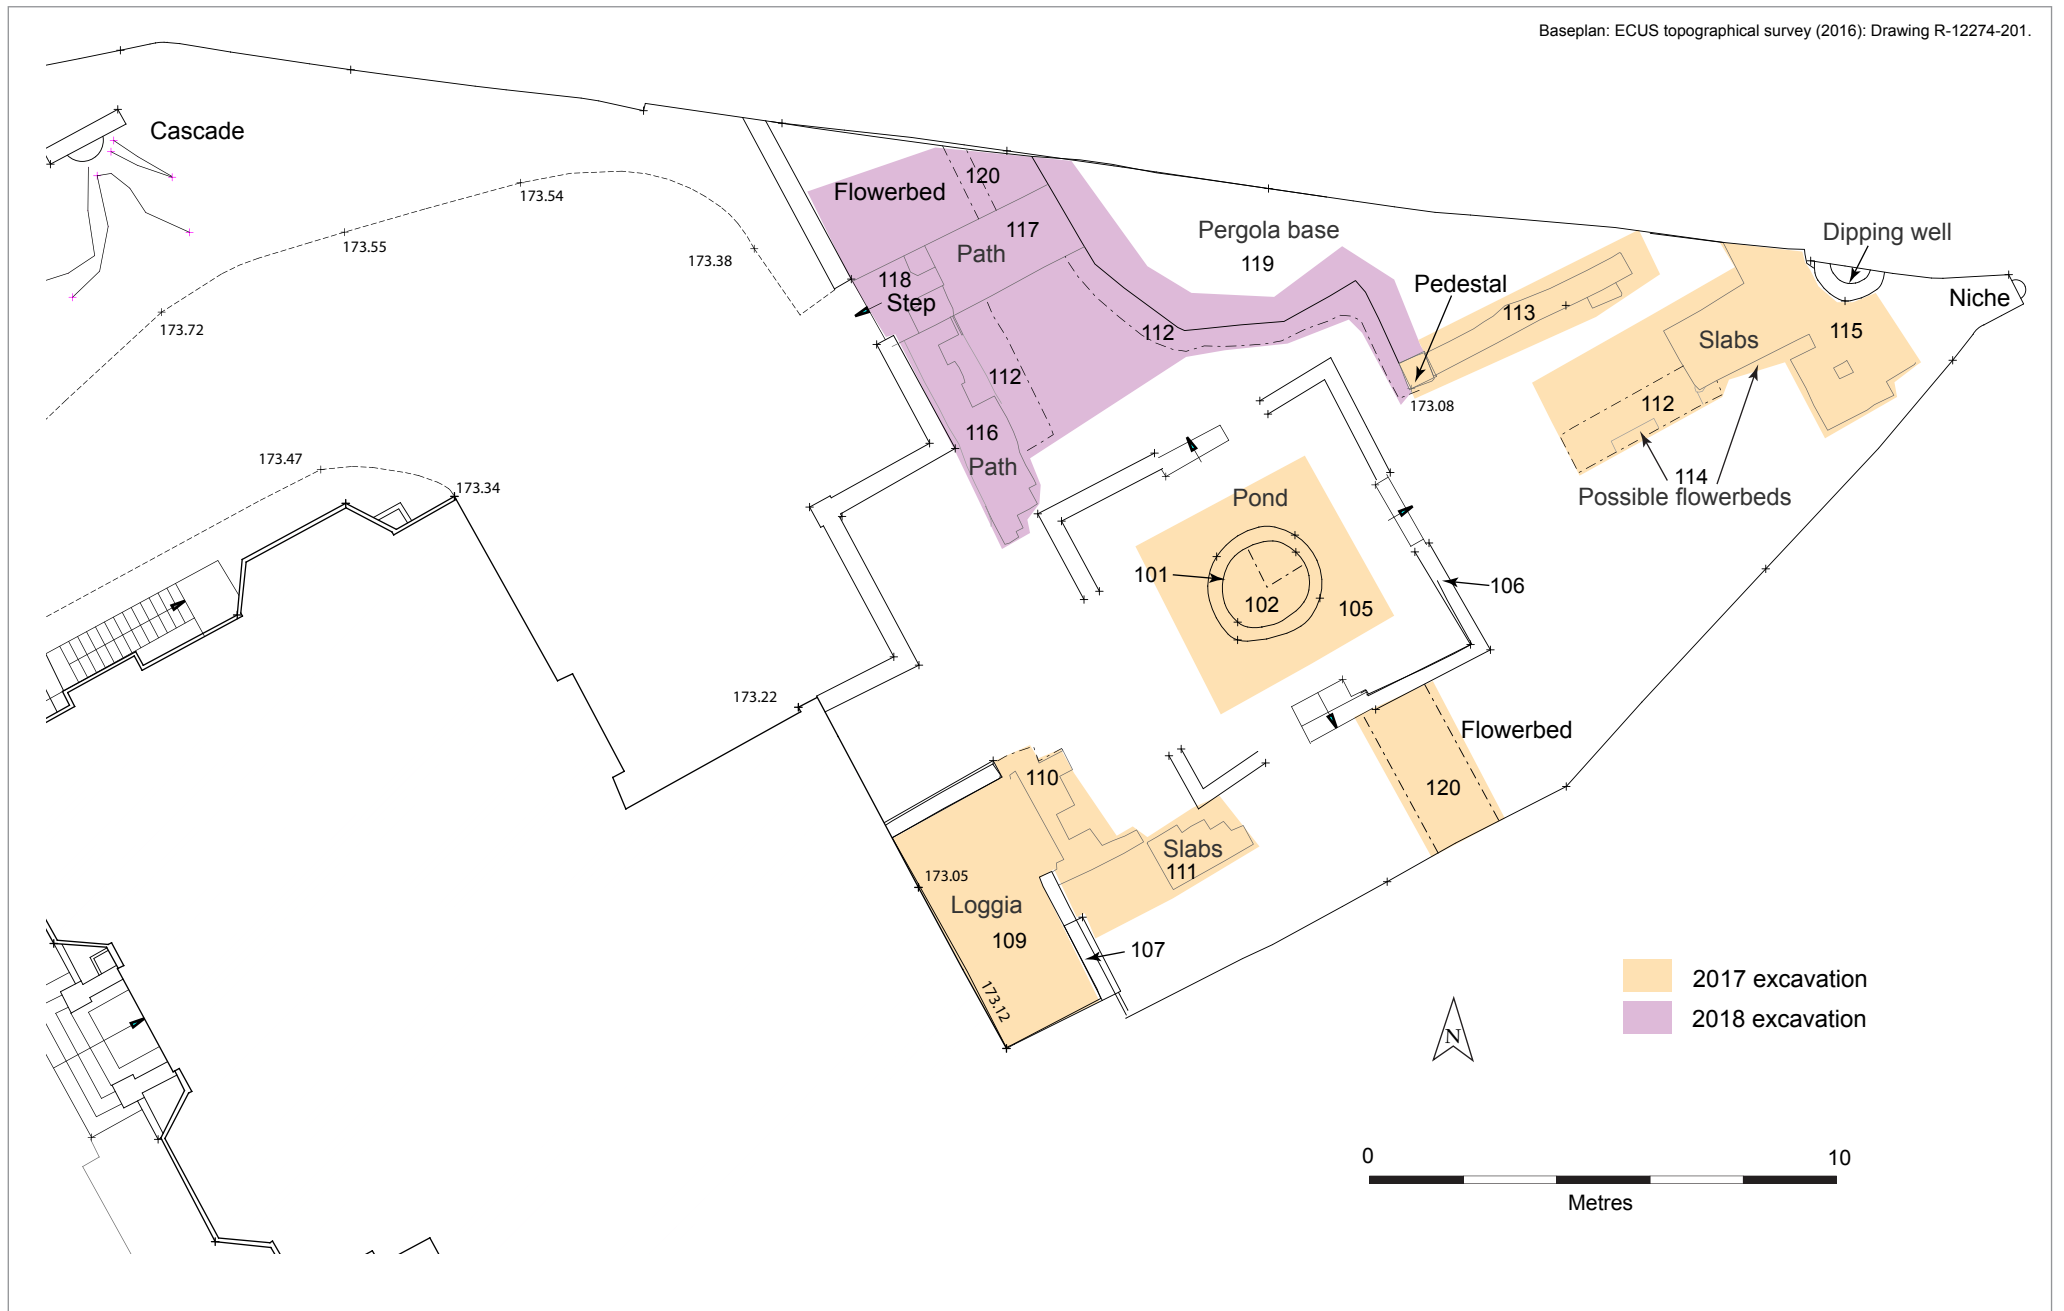 Baseplan: ECUS topographical survey (2016): Drawing R-12274-201.
Cascade
120
Flowerbed
173.54
117
Path
173.55
173.38
118
Step
173.72
Pergola base
119
112
Pedestal
113
Dipping well
Niche
Slabs
115
112
173.08
112
116
Path
114
Possible flowerbeds
173.47
173.34
Pond
101
102
105
106
173.22
Flowerbed
120
110
Slabs
111
173.05
Loggia
109
107
173.12
2017 excavation
2018 excavation
N
0
10
Metres